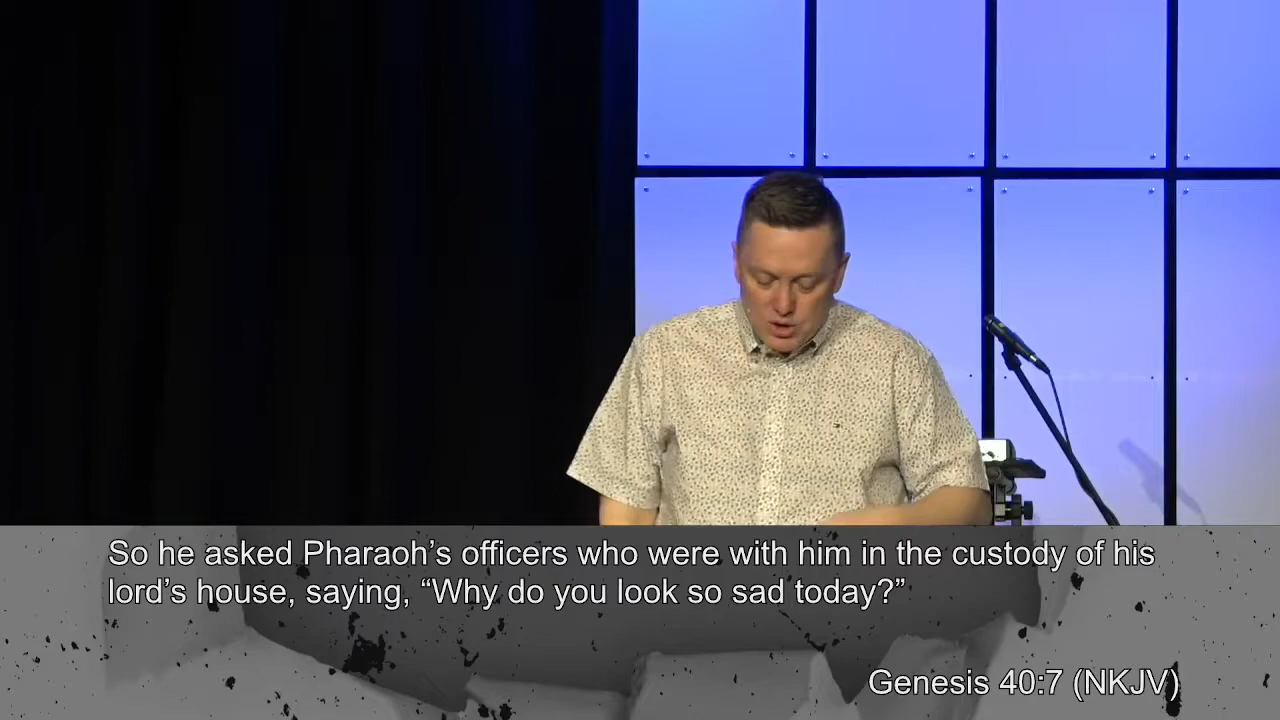 So he asked Pharaoh’s officers who were with him in the custody of his
lord’s house, saying, “Why do you look so sad today?”
Genesis 40:7 (NKJV)